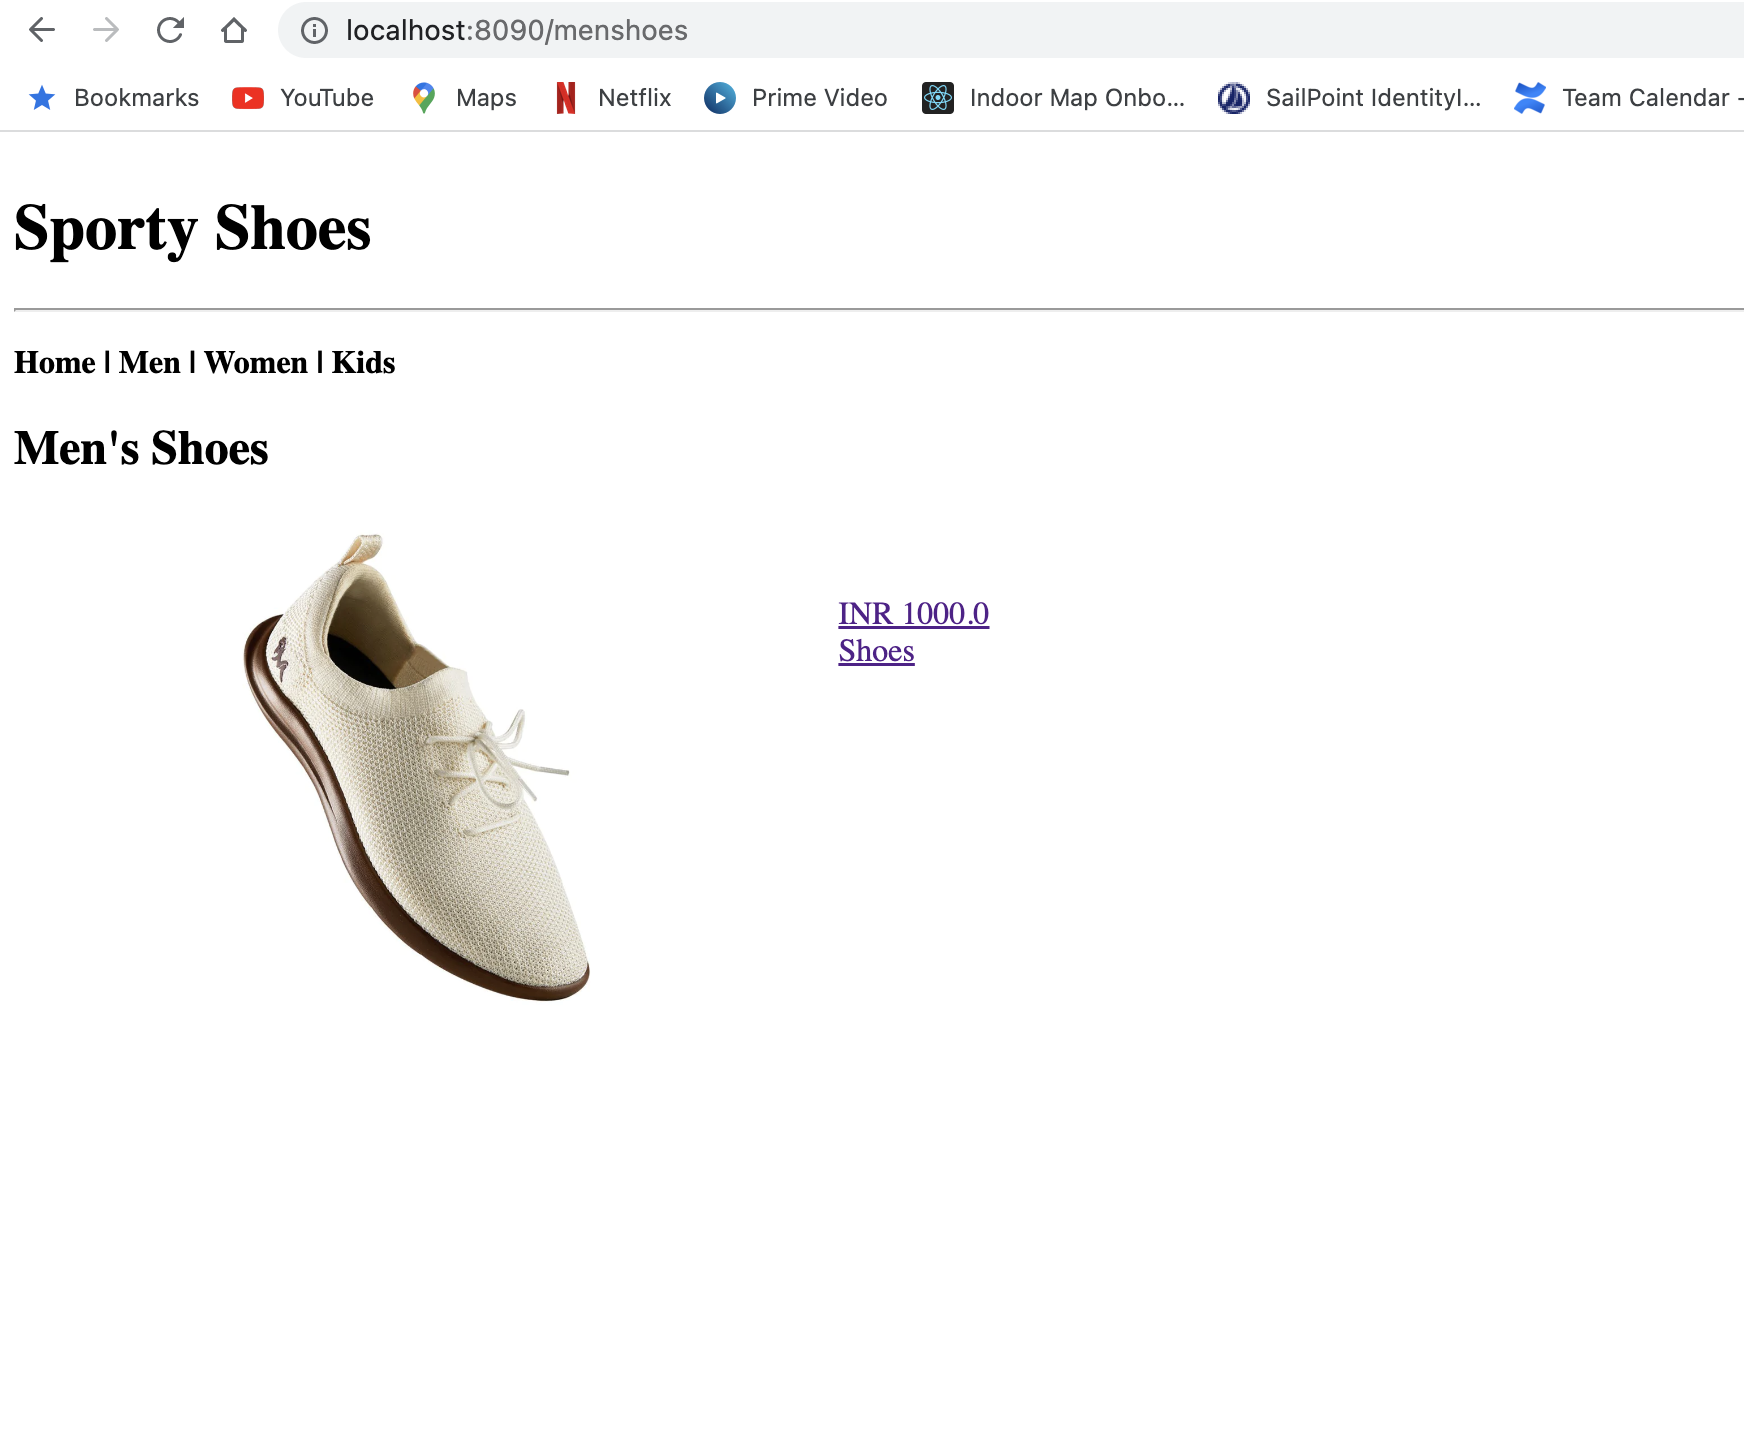 localhost:8090/menshoes
Bookmarks YouTube Maps Netflix Prime Video Indoor Map Onbo... SailPoint IdentityI... Team Calendar -
Sporty Shoes
Home | Men | Women | Kids
Men's Shoes
INR 1000.0
Shoes